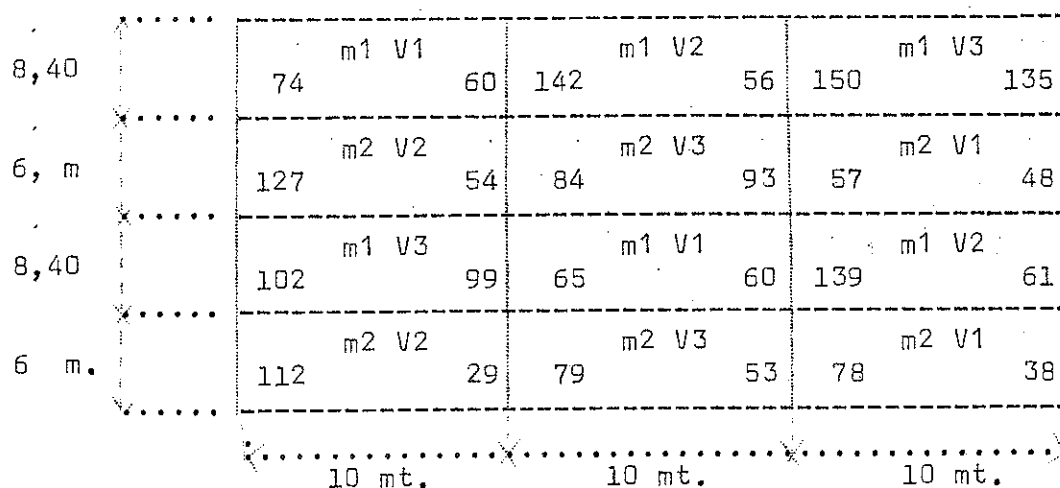 m1 V1 m1 V2 m1 V3
8,40 74 60 142 56 150 135
m2 V2 m2 V3 m2 V1
6, m 127 54 84 93 57 48
m1 V3 m1 V1 m1 V2
8,40 102 99 65 60 139 61
m2 V2 m2 V3 m2 V1
6 m. 112 29 79 53 78 38
10 mt. 10 mt. 10 mt.